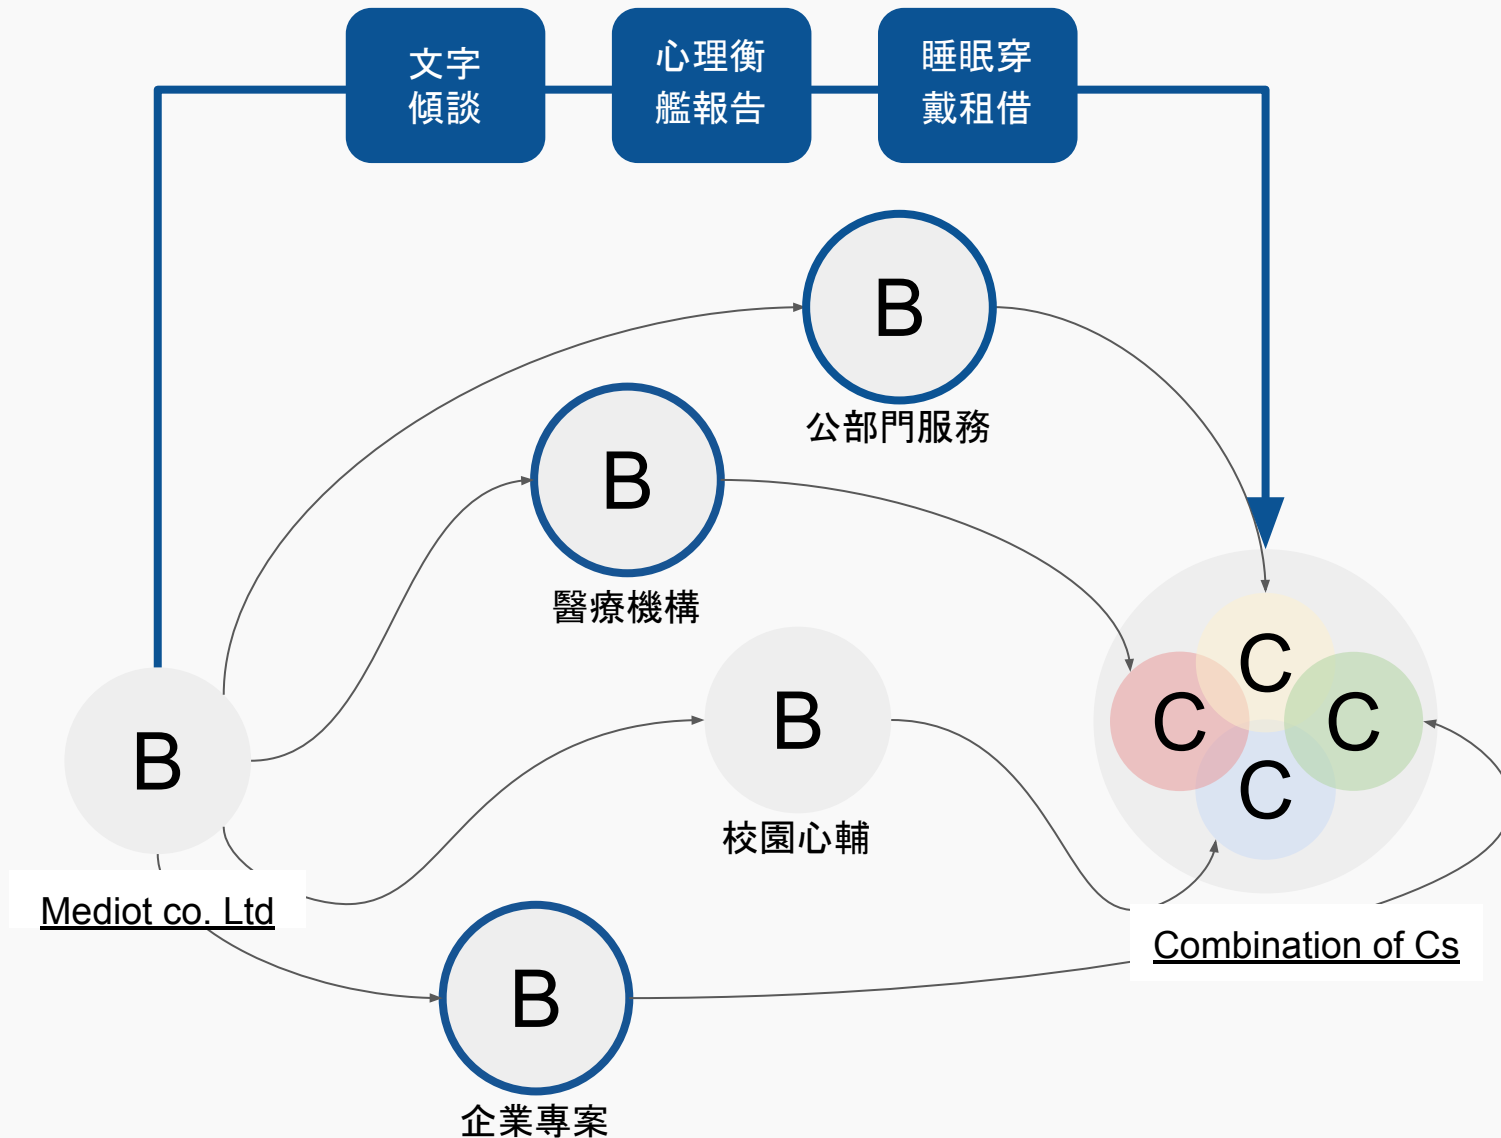 文字
傾談
心理衡
艦報告
睡眠穿
戴租借
B
公部門服務
B
醫療機構
B
校園心輔
B
Mediot co. Ltd
B
企業專案
C
C
C
C
Combination of Cs